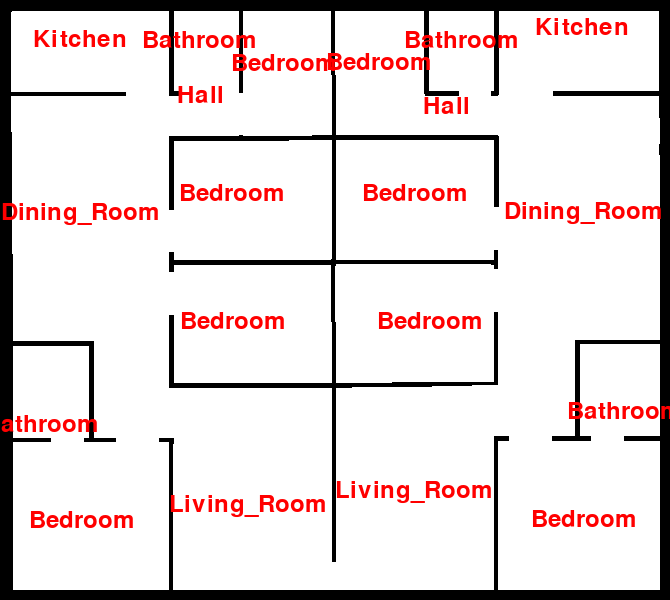 Kitchen
Bathroom
Bedroom
Bedroom
Bathroom
Kitchen
Hall
Hall
Bedroom
Bedroom
Dining_Room
Dining_Room
Bedroom
Bedroom
athroom
Bathroom
Living_Room
Living_Room
Bedroom
Bedroom